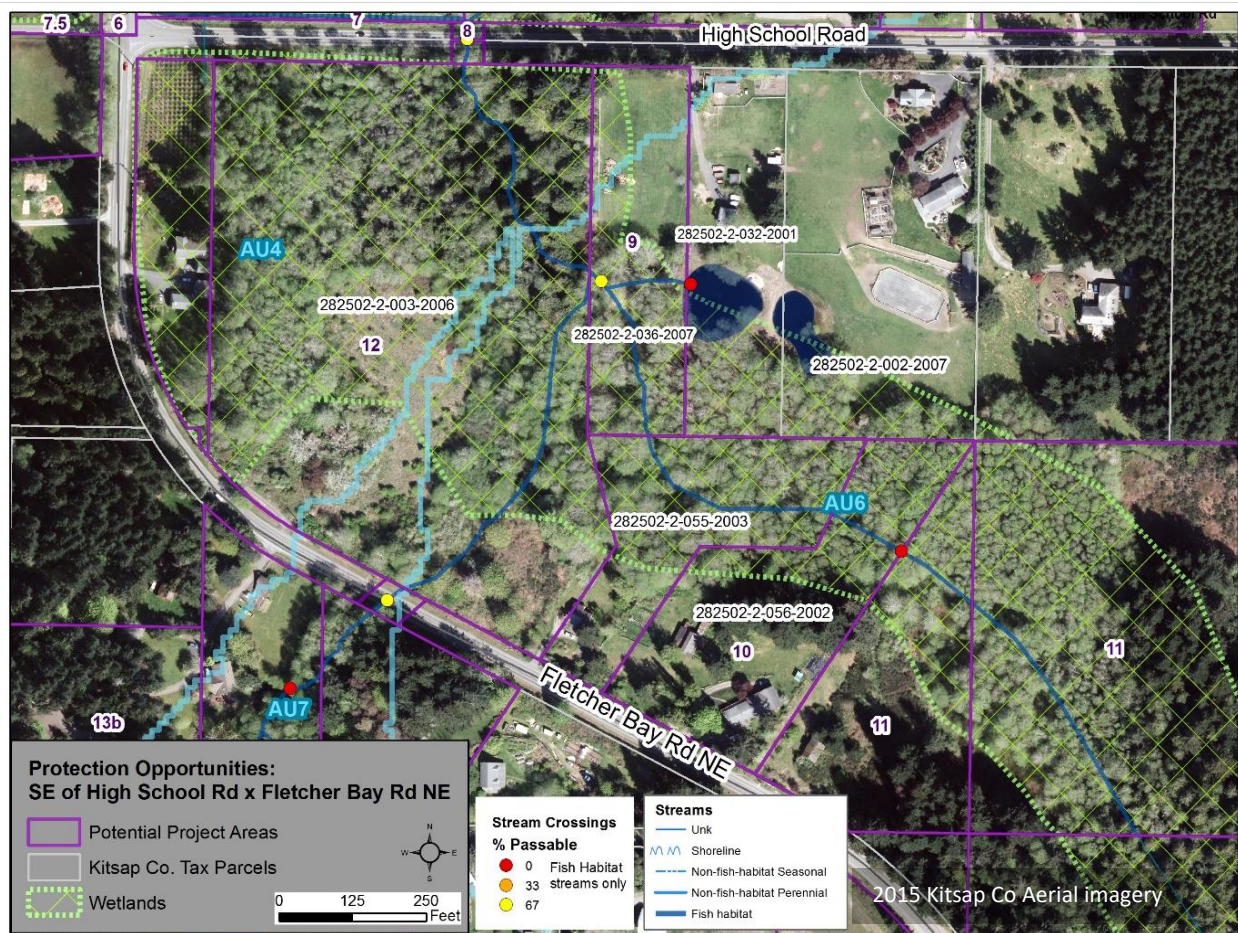 7.5
6
7
8
High School Rd
High School Road
9
282502-2-032-2001
AU4
282502-2-003-2006
12
282502-2-036-2007
282502-2-002-2007
AU6
282502-2-055-2003
282502-2-056-2002
10
11
11
Fletcher Bay Rd NE
AU7
13b
Protection Opportunities:
SE of High School Rd x Fletcher Bay Rd NE
Potential Project Areas
Kitsap Co. Tax Parcels
Wetlands
N
W E
S
0 125 250
Feet
Stream Crossings
% Passable
0 Fish Habitat
33 streams only
67
Streams
Unk
Shoreline
Non-fish-habitat Seasonal
Non-fish-habitat Perennial
Fish habitat
2015 Kitsap Co Aerial imagery